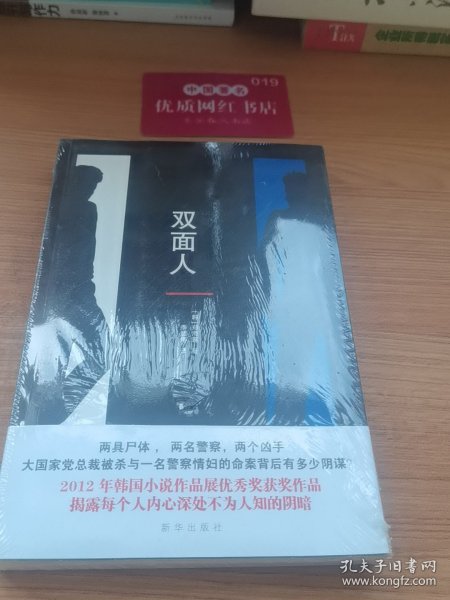 作力
019
中国书名
优质网红书店
双面人
两具尸体，两名警察，两个凶手
大国家党总裁被杀与一名警察情妇的命案背后有多少阴谋？
2012 年韩国小说作品展优秀奖获奖作品
揭露每个人内心深处不为人知的阴暗
新华出版社
孔夫子旧书网
www.kongfz.com